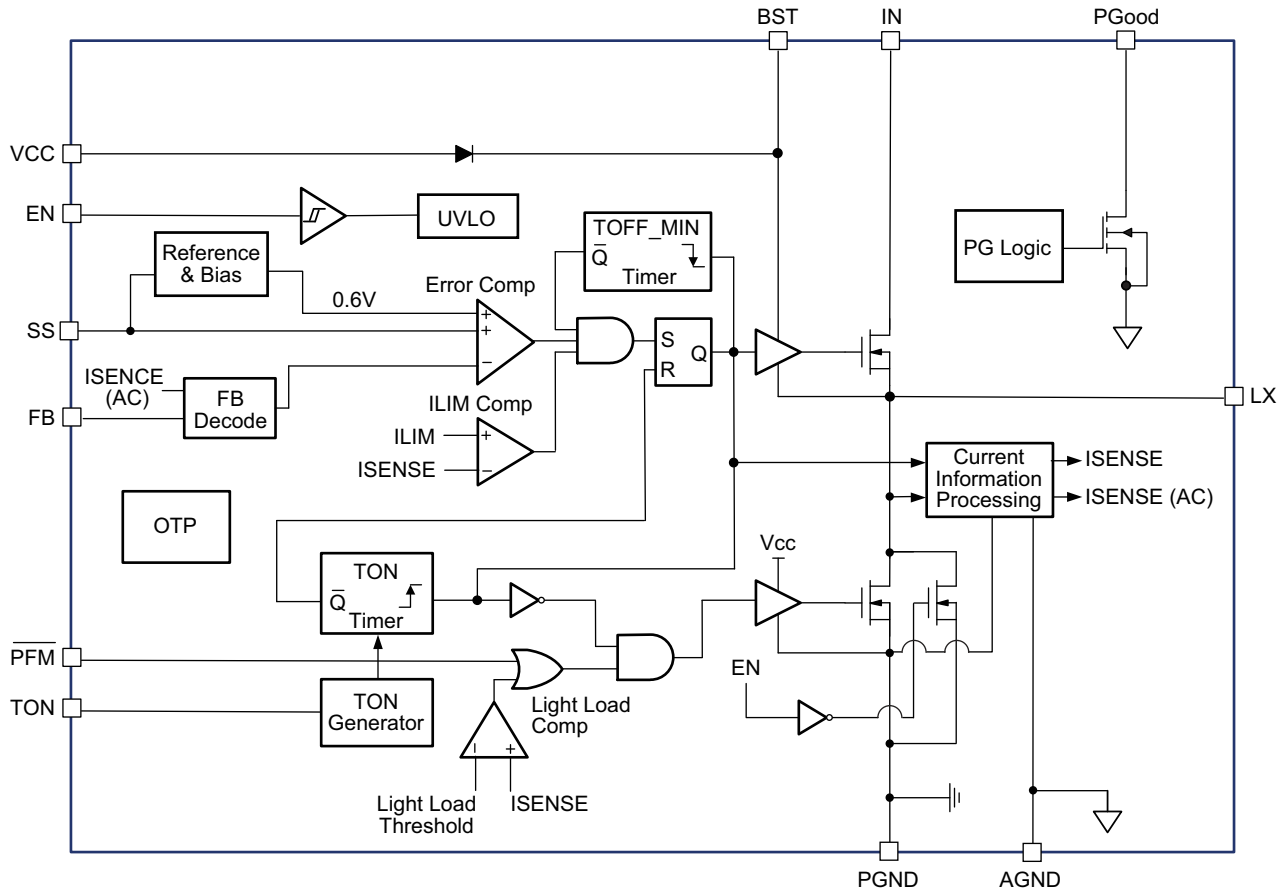 BST
IN
PGood
VCC
EN
UVLO
TOFF_MIN
Q̅
Timer
PG Logic
Reference
& Bias
Error Comp
0.6V
SS
+
+
−
S
R
Q
ISENCE
(AC)
FB
Decode
FB
ILIM Comp
ILIM
+
ISENSE
−
LX
Current
Information
Processing
ISENSE
ISENSE (AC)
OTP
Vcc
TON
Q̅
Timer
P̅F̅M̅
EN
TON
TON
Generator
Light Load
Comp
−
+
Light Load
Threshold
ISENSE
PGND
AGND